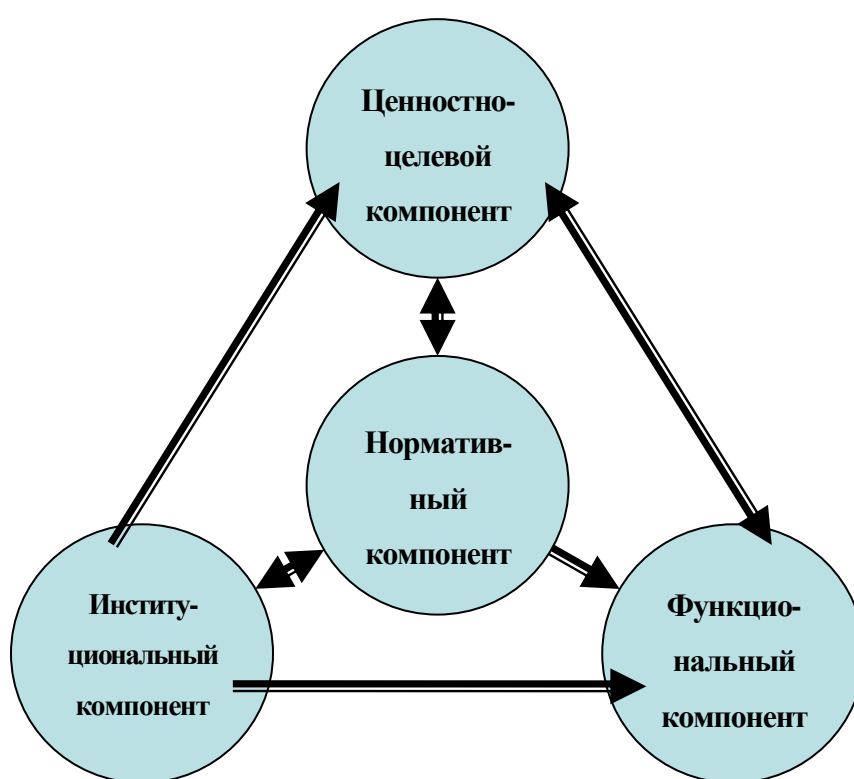 Ценностно-
целевой
компонент
Норматив-
ный
компонент
Институ-
циональный
компонент
Функцио-
нальный
компонент